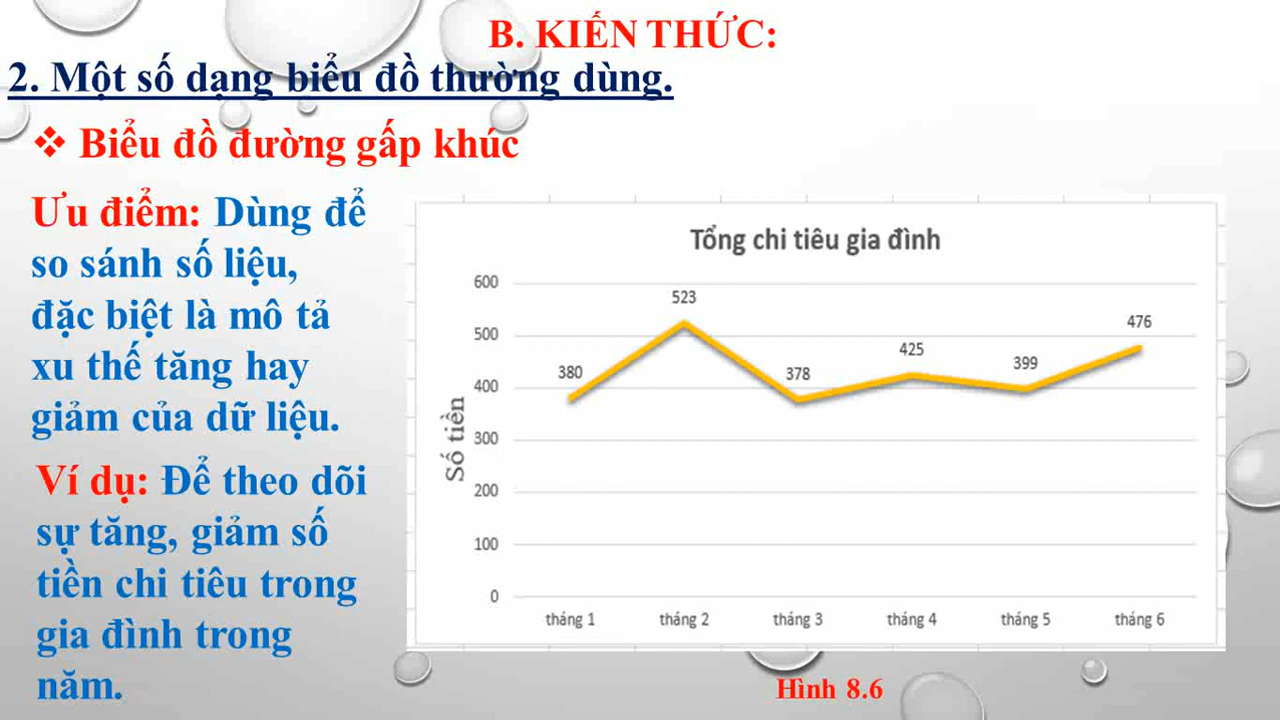 B. KIẾN THỨC:
2. Một số dạng biểu đồ thường dùng.
❖ Biểu đồ đường gấp khúc
Ưu điểm: Dùng để
so sánh số liệu,
đặc biệt là mô tả
xu thế tăng hay
giảm của dữ liệu.
Ví dụ: Để theo dõi
sự tăng, giảm số
tiền chi tiêu trong
gia đình trong
năm.
Tổng chi tiêu gia đình
Số tiền
600
500
400
300
200
100
0
380
523
378
425
399
476
tháng 1 tháng 2 tháng 3 tháng 4 tháng 5 tháng 6
Hình 8.6